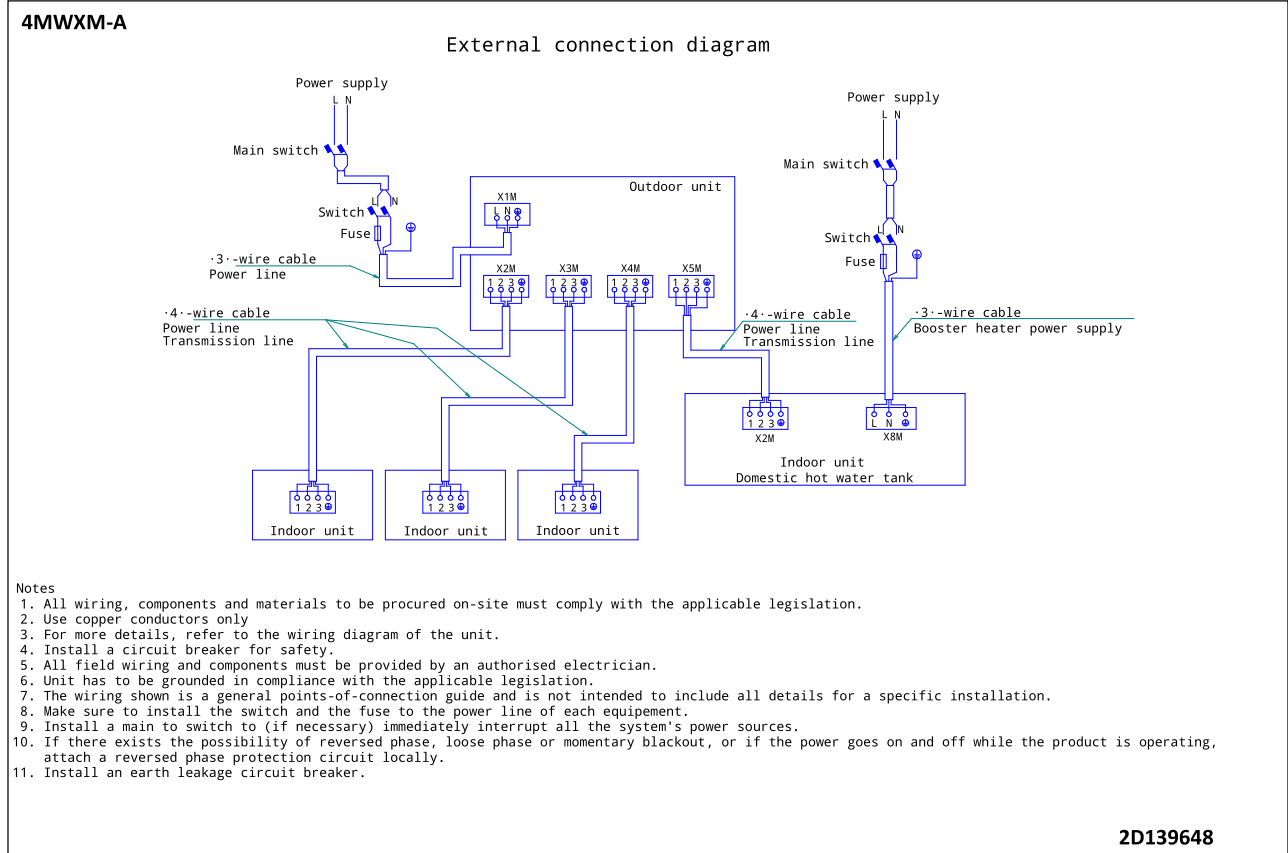 4MWXM-A
External connection diagram
Power supply
L N
Main switch
L N
Switch
Fuse
·3·-wire cable
Power line
·4·-wire cable
Power line
Transmission line
Outdoor unit
X1M
L N
X2M
1 2 3
X3M
1 2 3
X4M
1 2 3
X5M
1 2 3
Power supply
L N
Main switch
L N
Switch
Fuse
·4·-wire cable
Power line
Transmission line
·3·-wire cable
Booster heater power supply
1 2 3
X2M
L N
X8M
Indoor unit
Domestic hot water tank
1 2 3
Indoor unit
1 2 3
Indoor unit
1 2 3
Indoor unit
Notes
1. All wiring, components and materials to be procured on-site must comply with the applicable legislation.
2. Use copper conductors only
3. For more details, refer to the wiring diagram of the unit.
4. Install a circuit breaker for safety.
5. All field wiring and components must be provided by an authorised electrician.
6. Unit has to be grounded in compliance with the applicable legislation.
7. The wiring shown is a general points-of-connection guide and is not intended to include all details for a specific installation.
8. Make sure to install the switch and the fuse to the power line of each equipement.
9. Install a main to switch to (if necessary) immediately interrupt all the system's power sources.
10. If there exists the possibility of reversed phase, loose phase or momentary blackout, or if the power goes on and off while the product is operating,
attach a reversed phase protection circuit locally.
11. Install an earth leakage circuit breaker.
2D139648